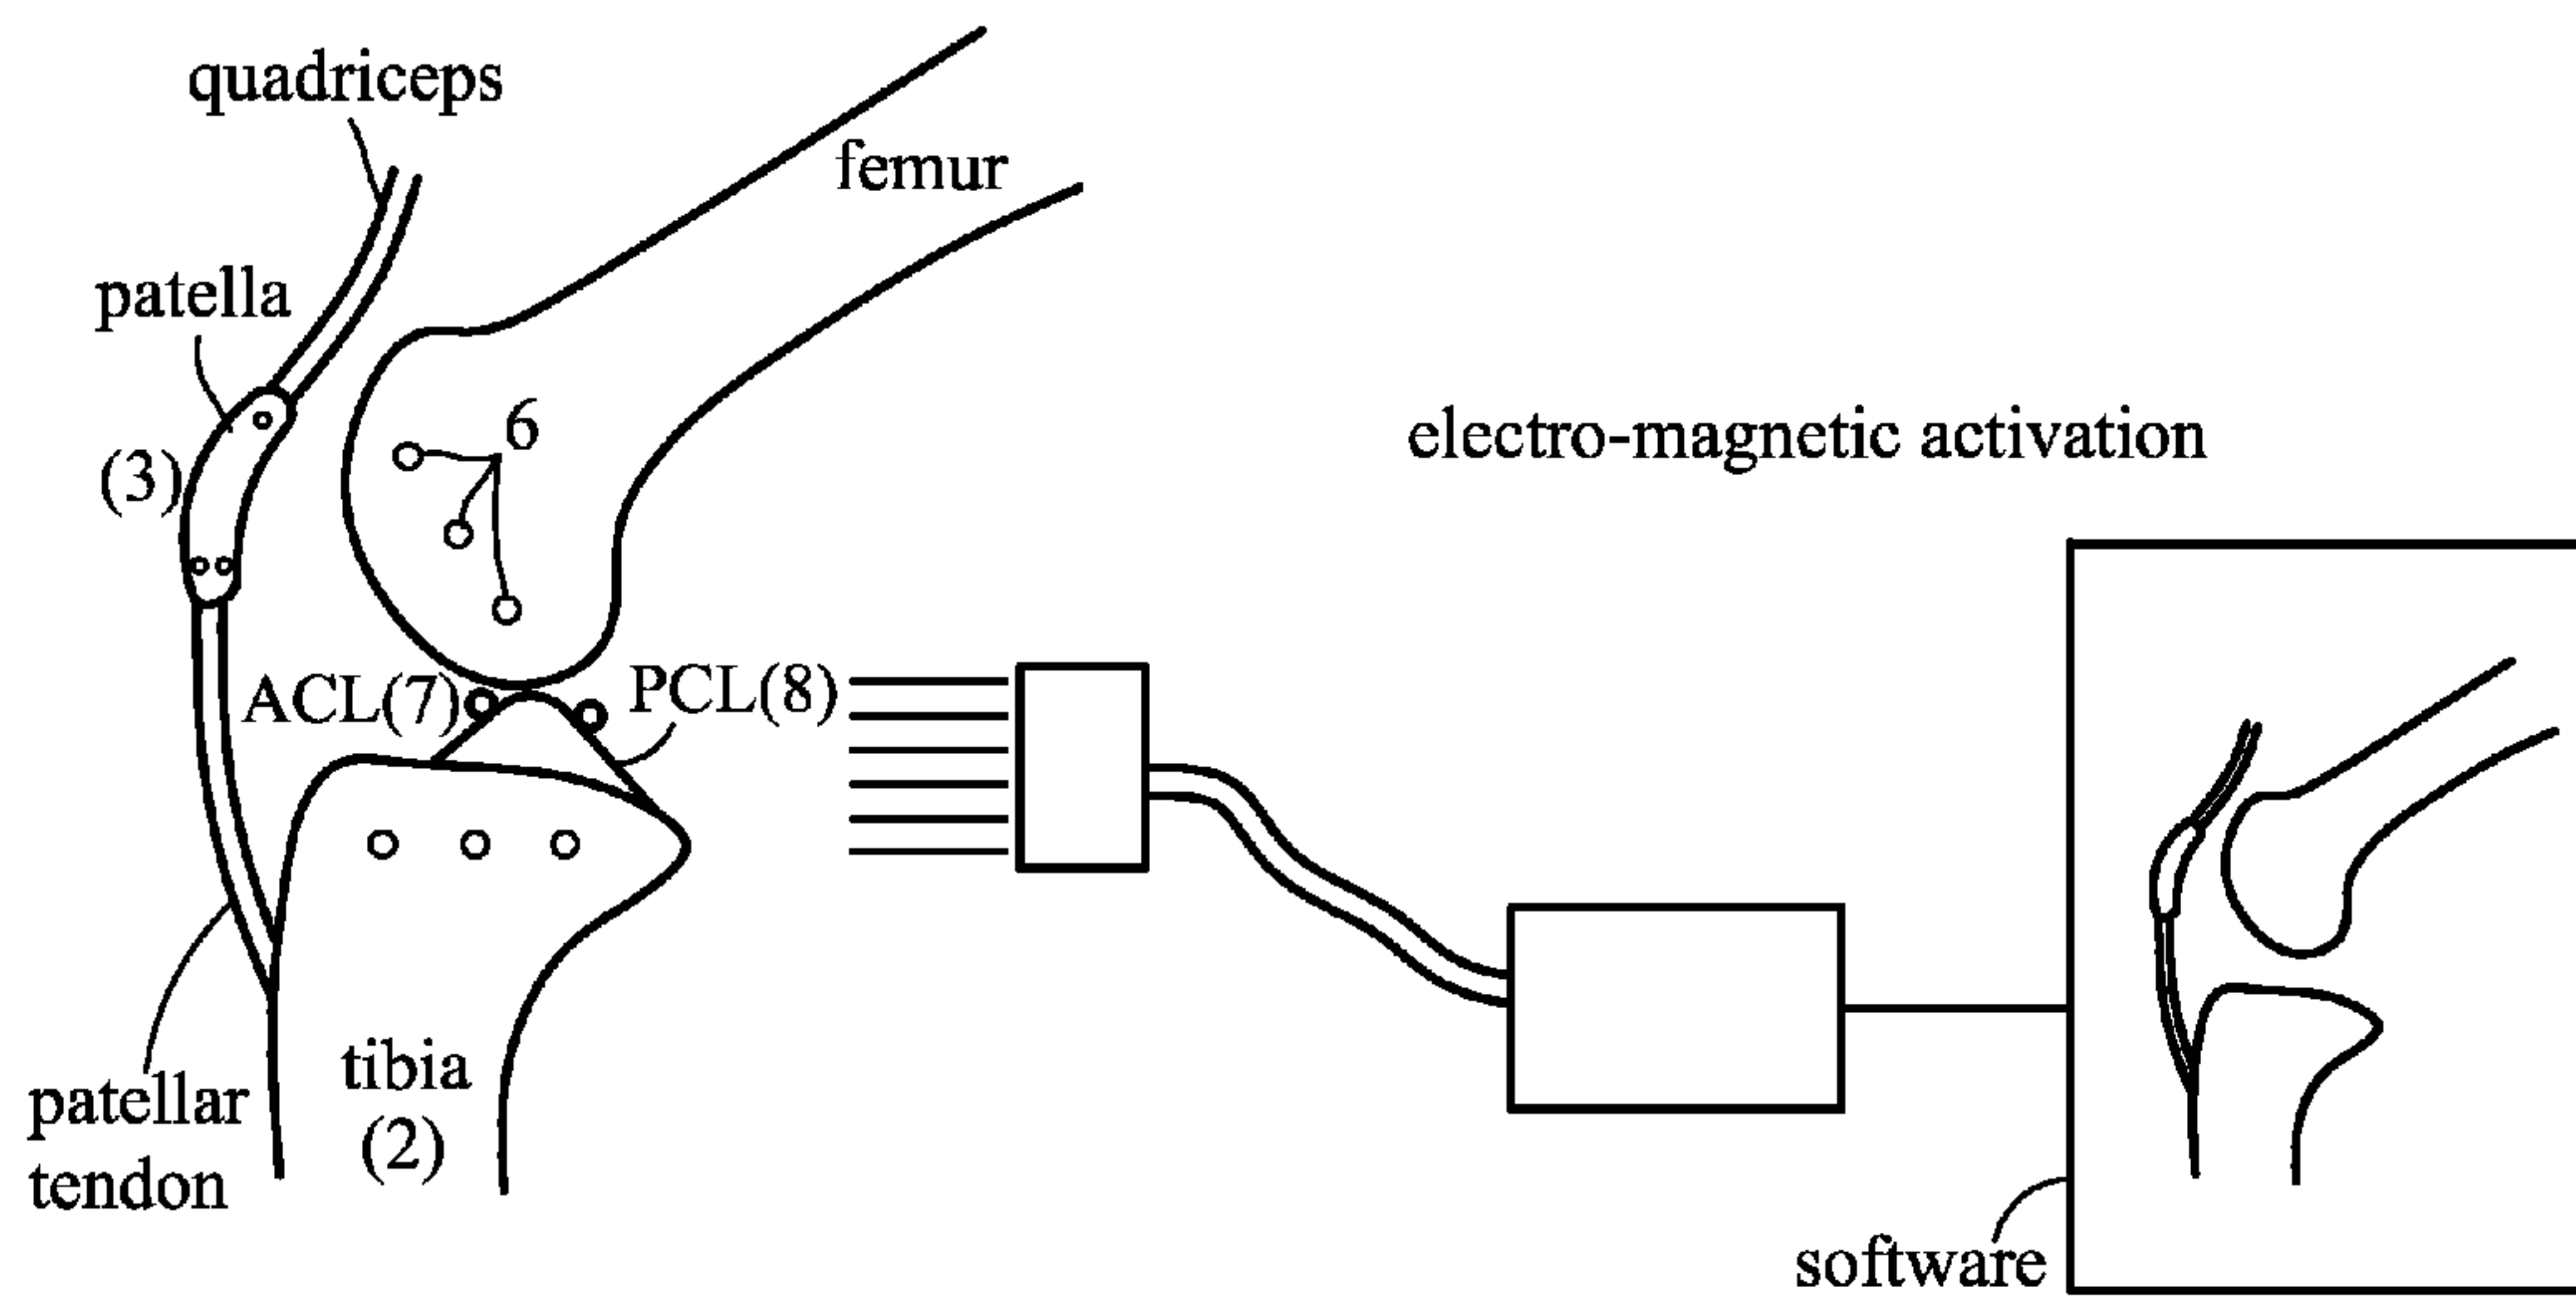 quadriceps
femur
patella
(3)
6
electro-magnetic activation
ACL(7)
PCL(8)
tibia
(2)
patellar
tendon
software